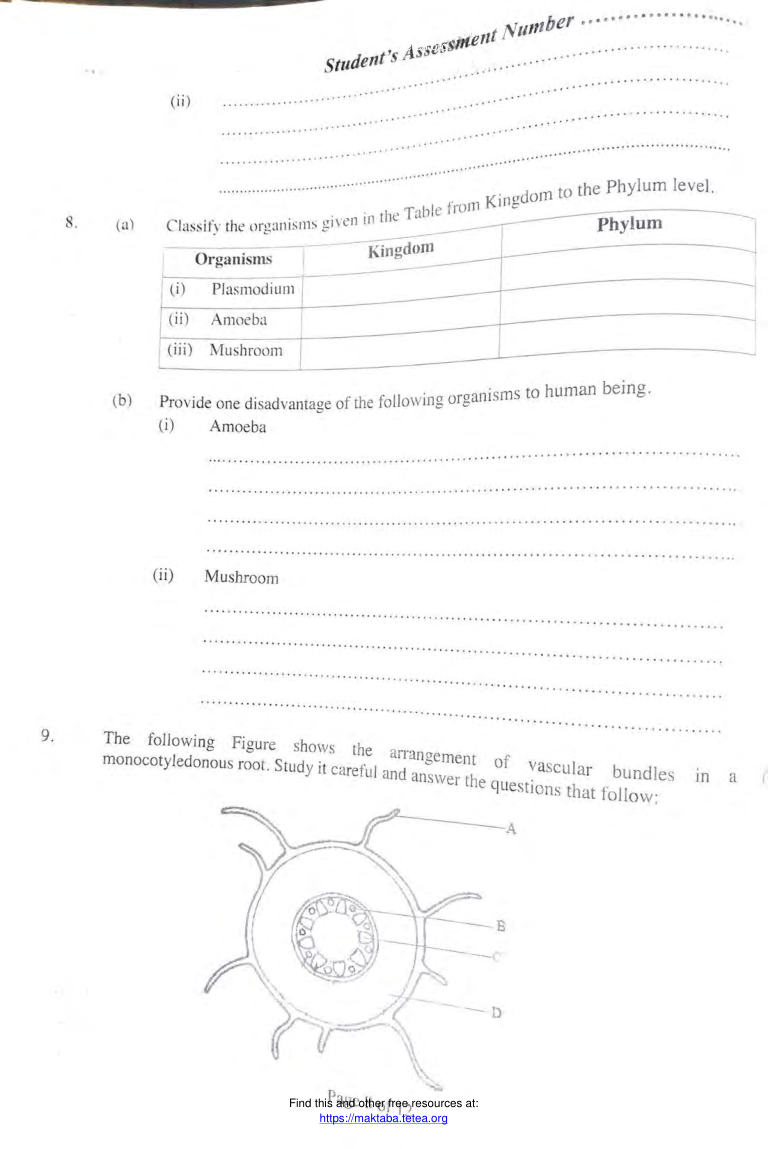 Student's Assessment Number ..............................
(ii) ..............................
..............................
..............................
..............................
8. (a) Classify the organisms given in the Table from Kingdom to the Phylum level.
Organisms Kingdom Phylum
(i) Plasmodium
(ii) Amoeba
(iii) Mushroom
(b) Provide one disadvantage of the following organisms to human being.
(i) Amoeba
..............................
..............................
..............................
..............................
(ii) Mushroom
..............................
..............................
..............................
..............................
9. The following Figure shows the arrangement of vascular bundles in a
monocotyledonous root. Study it careful and answer the questions that follow:
A
B
C
D
Find this and other free resources at:
https://maktaba.tetea.org